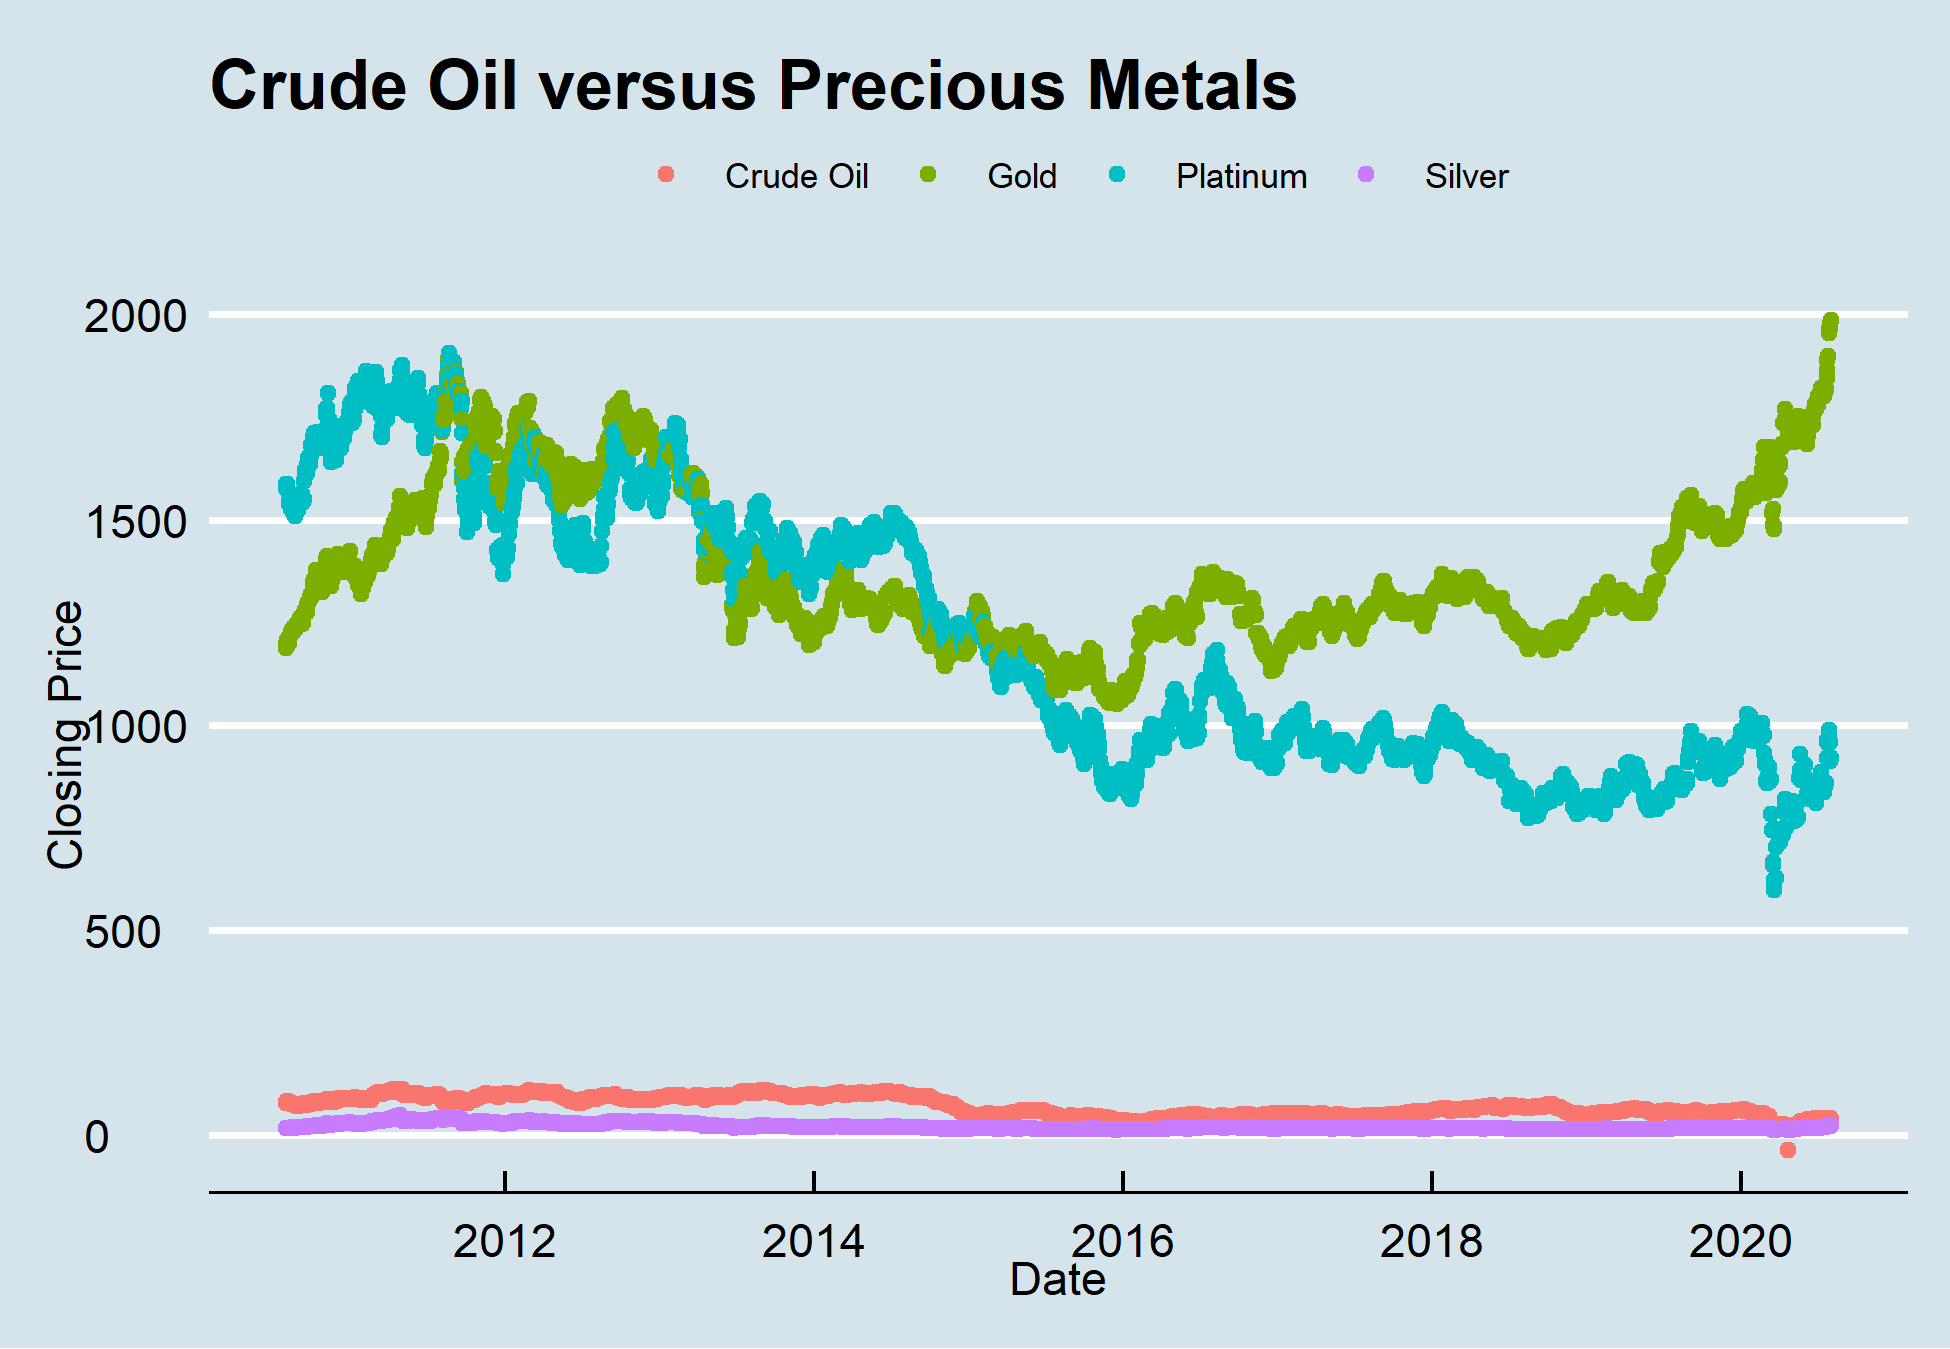 Crude Oil versus Precious Metals
Crude Oil Gold Platinum Silver
2000
1500
1000
500
0
Closing Price
2012 2014 2016 2018 2020
Date